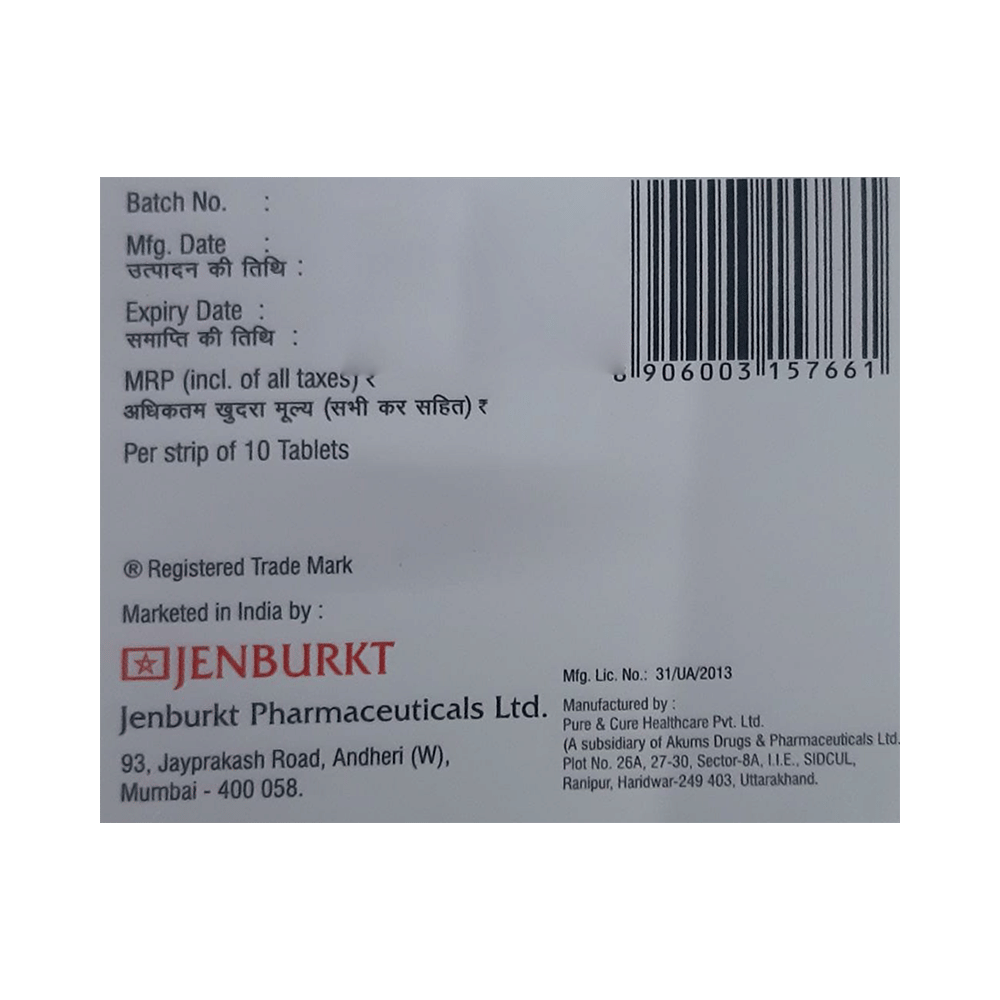 Batch No. :
Mfg. Date :
उत्पादन की तिथि :
Expiry Date :
समाप्ति की तिथि :
MRP (incl. of all taxes) ₹
अधिकतम खुदरा मूल्य (सभी कर सहित) ₹
Per strip of 10 Tablets
8 906003 157661
® Registered Trade Mark
Marketed in India by :
JENBURKT
Jenburkt Pharmaceuticals Ltd.
93, Jayprakash Road, Andheri (W),
Mumbai - 400 058.
Mfg. Lic. No.: 31/UA/2013
Manufactured by :
Pure & Cure Healthcare Pvt. Ltd.
(A subsidiary of Akums Drugs & Pharmaceuticals Ltd.
Plot No. 26A, 27-30, Sector-8A, I.I.E., SIDCUL,
Ranipur, Haridwar-249 403, Uttarakhand.